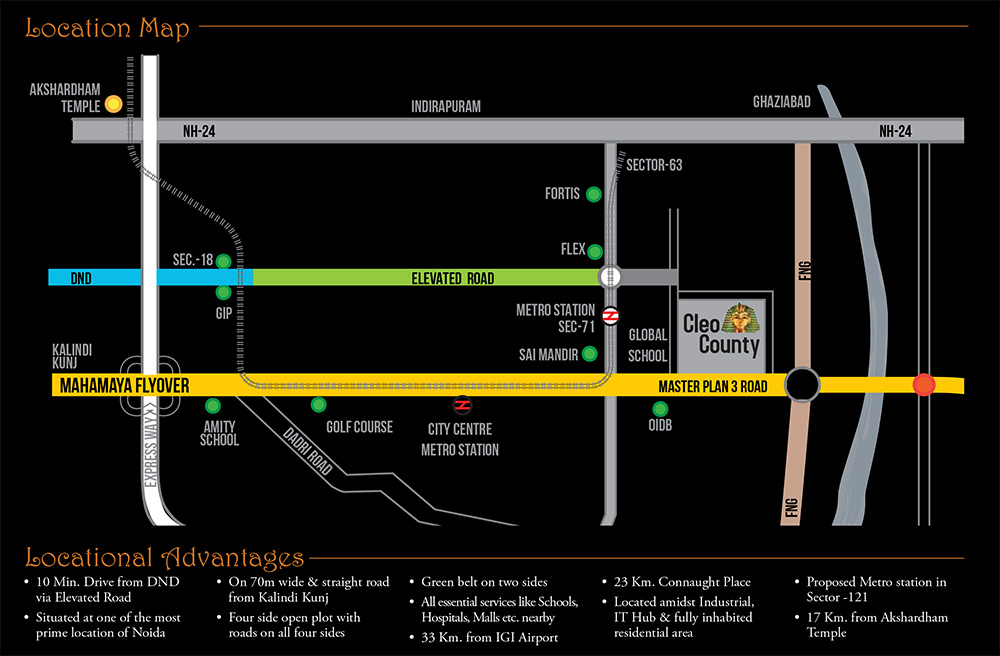 Location Map
AKSHARDHAM
TEMPLE
INDIRAPURAM
GHAZIABAD
NH-24
NH-24
SECTOR-63
FORTIS
FLEX
SEC.-18
DND
ELEVATED ROAD
FNG
GIP
METRO STATION
SEC-71
Cleo
County
GLOBAL
SCHOOL
SAI MANDIR
KALINDI
KUNJ
MAHAMAYA FLYOVER
MASTER PLAN 3 ROAD
EXPRESS WAY >>
AMITY
SCHOOL
DADRI ROAD
GOLF COURSE
CITY CENTRE
METRO STATION
OIDB
FNG
Locational Advantages
• 10 Min. Drive from DND
via Elevated Road
• Situated at one of the most
prime location of Noida
• On 70m wide & straight road
from Kalindi Kunj
• Four side open plot with
roads on all four sides
• Green belt on two sides
• All essential services like Schools,
Hospitals, Malls etc. nearby
• 33 Km. from IGI Airport
• 23 Km. Connaught Place
• Located amidst Industrial,
IT Hub & fully inhabited
residential area
• Proposed Metro station in
Sector -121
• 17 Km. from Akshardham
Temple